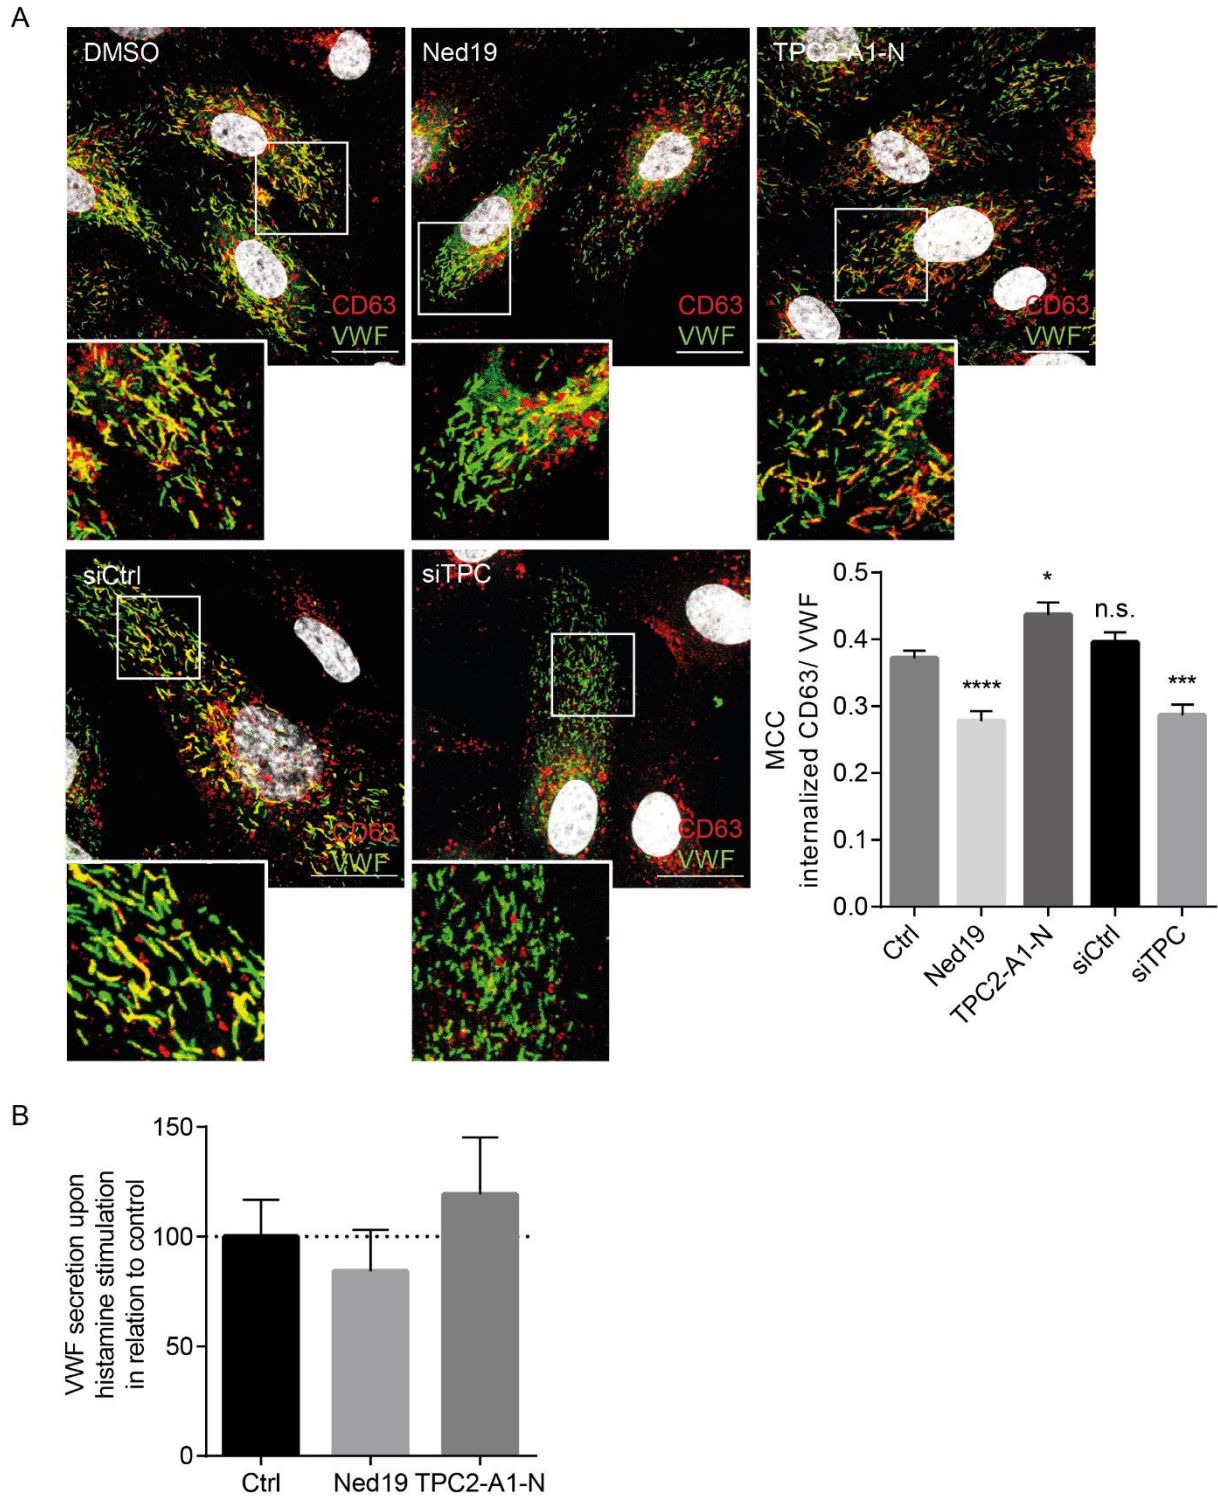 A
DMSO
CD63
VWF
Ned19
CD63
VWF
TPC2-A1-N
CD63
VWF
siCtrl
CD63
VWF
siTPC
CD63
VWF
MCC
internalized CD63/ VWF
0.5
0.4
0.3
0.2
0.1
0.0
****
*
n.s.
***
Ctrl
Ned19
TPC2-A1-N
siCtrl
siTPC
B
VWF secretion upon
histamine stimulation
in relation to control
150
100
50
0
Ctrl
Ned19
TPC2-A1-N